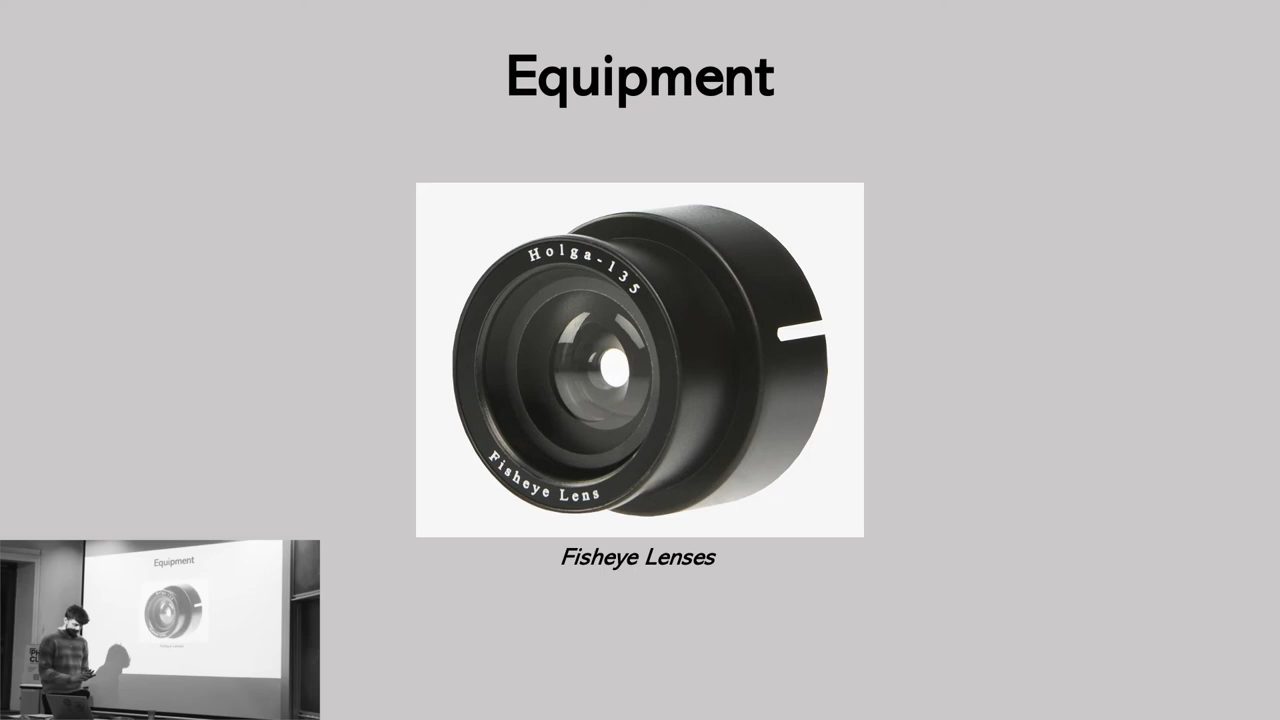 Equipment
Holga-135
Fisheye Lens
Fisheye Lenses
Equipment